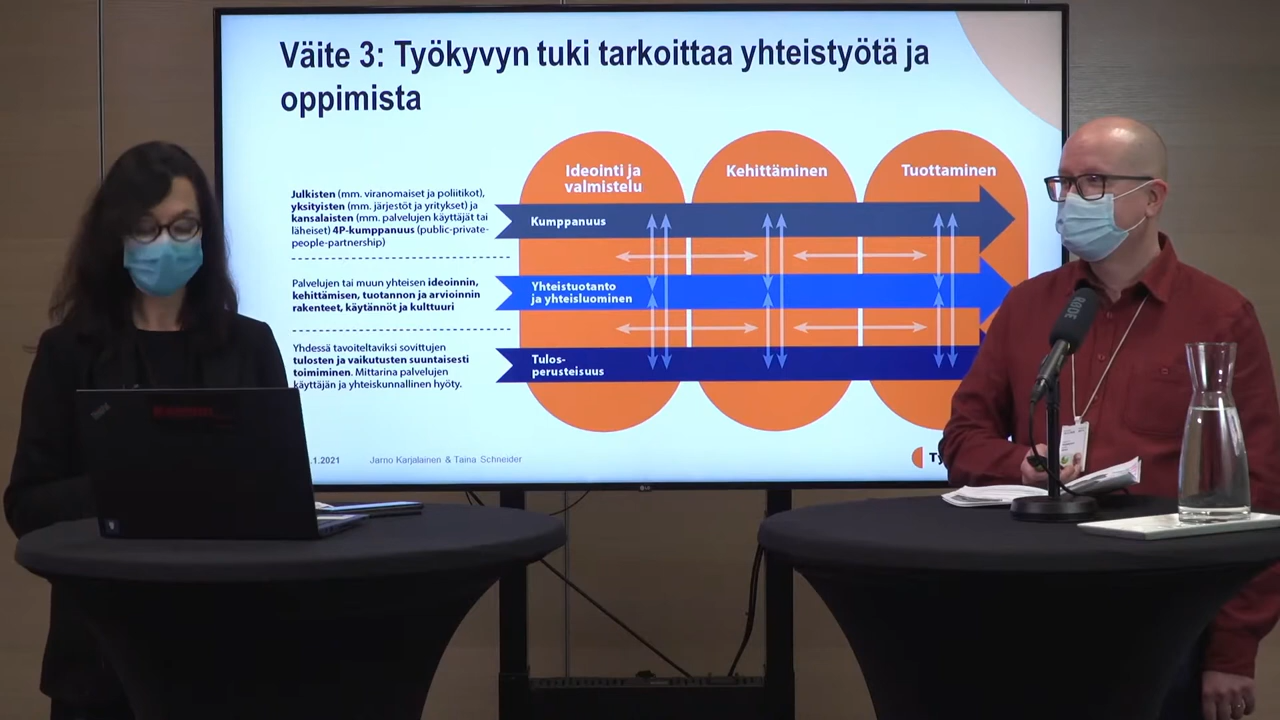 Väite 3: Työkyvyn tuki tarkoittaa yhteistyötä ja
oppimista
Ideointi ja
valmistelu
Kehittäminen
Tuottaminen
Julkisten (mm. viranomaiset ja poliitikot),
yksityisten (mm. järjestöt ja yritykset) ja
kansalaisten (mm. palvelujen käyttäjät tai
läheiset) 4P-kumppanuus (public-private-
people-partnership)
Kumppanuus
Palvelujen tai muun yhteisen ideoinnin,
kehittämisen, tuotannon ja arvioinnin
rakenteet, käytännöt ja kulttuuri
Yhteistuotanto
ja yhteisluominen
Yhdessä tavoiteltaviksi sovittujen
tulosten ja vaikutusten suuntaisesti
toimiminen. Mittarina palvelujen
käyttäjän ja yhteiskunnallinen hyöty.
Tulos-
perusteisuus
.1.2021
Jarno Karjalainen & Taina Schneider
Ty
LG
RØDE